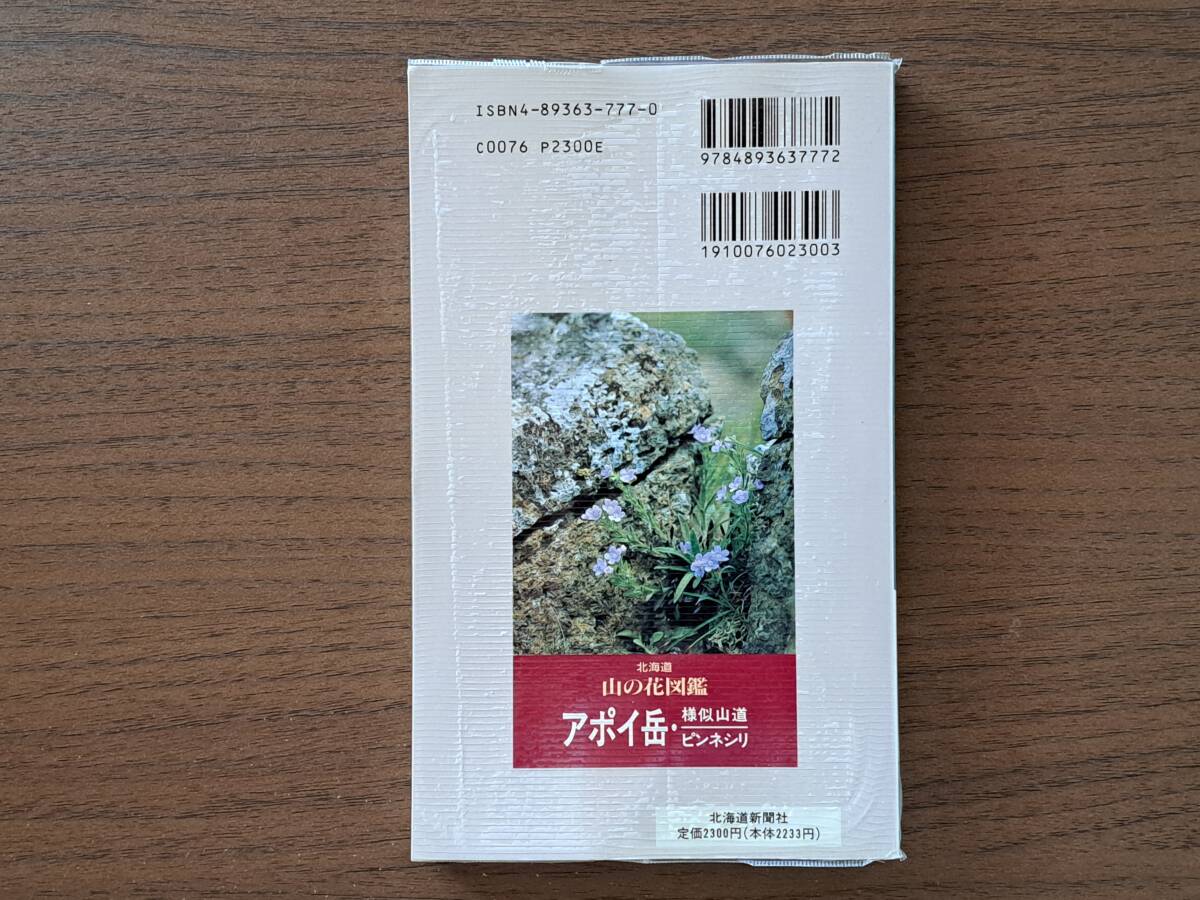 ISBN4-89363-777-0
C0076 P2300E
9784893637772
1910076023003
北海道
山の花図鑑
アポイ岳・様似山道
ピンネシリ
北海道新聞社
定価2300円(本体2233円)